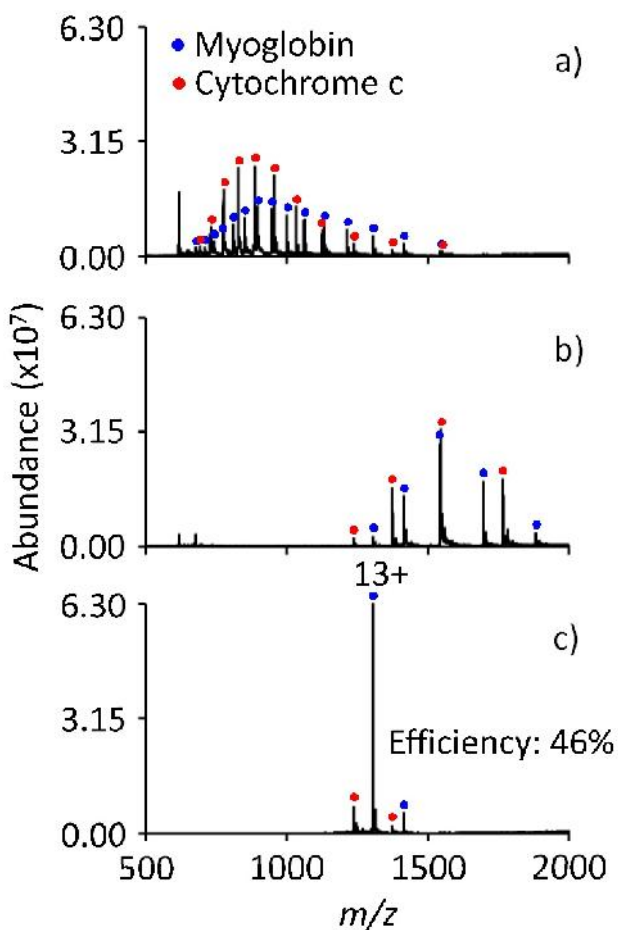 6.30
Myoglobin
a)
Cytochrome c
3.15
0.00
6.30
b)
Abundance (x10⁷)
3.15
0.00
13+
6.30
c)
3.15
Efficiency: 46%
0.00
500 1000 1500 2000
m/z